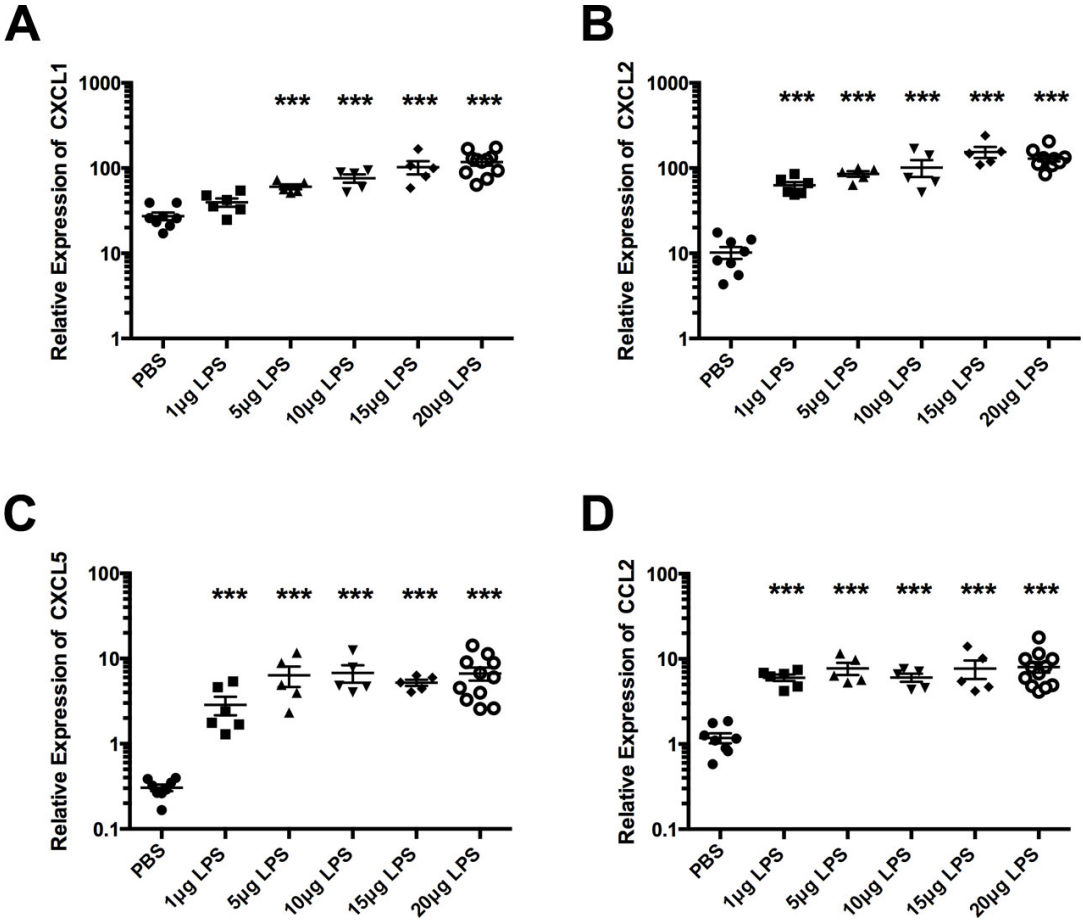 A
Relative Expression of CXCL1
1000
100
10
1
*** *** *** ***
PBS
1µg LPS
5µg LPS
10µg LPS
15µg LPS
20µg LPS
B
Relative Expression of CXCL2
1000
100
10
1
*** *** *** *** ***
PBS
1µg LPS
5µg LPS
10µg LPS
15µg LPS
20µg LPS
C
Relative Expression of CXCL5
100
10
1
0.1
*** *** *** *** ***
PBS
1µg LPS
5µg LPS
10µg LPS
15µg LPS
20µg LPS
D
Relative Expression of CCL2
100
10
1
0.1
*** *** *** *** ***
PBS
1µg LPS
5µg LPS
10µg LPS
15µg LPS
20µg LPS